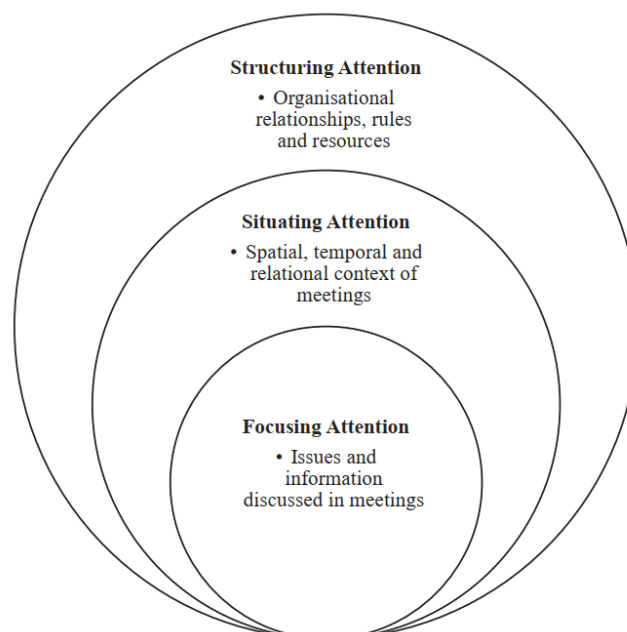 Structuring Attention
• Organisational
relationships, rules
and resources
Situating Attention
• Spatial, temporal and
relational context of
meetings
Focusing Attention
• Issues and
information
discussed in meetings